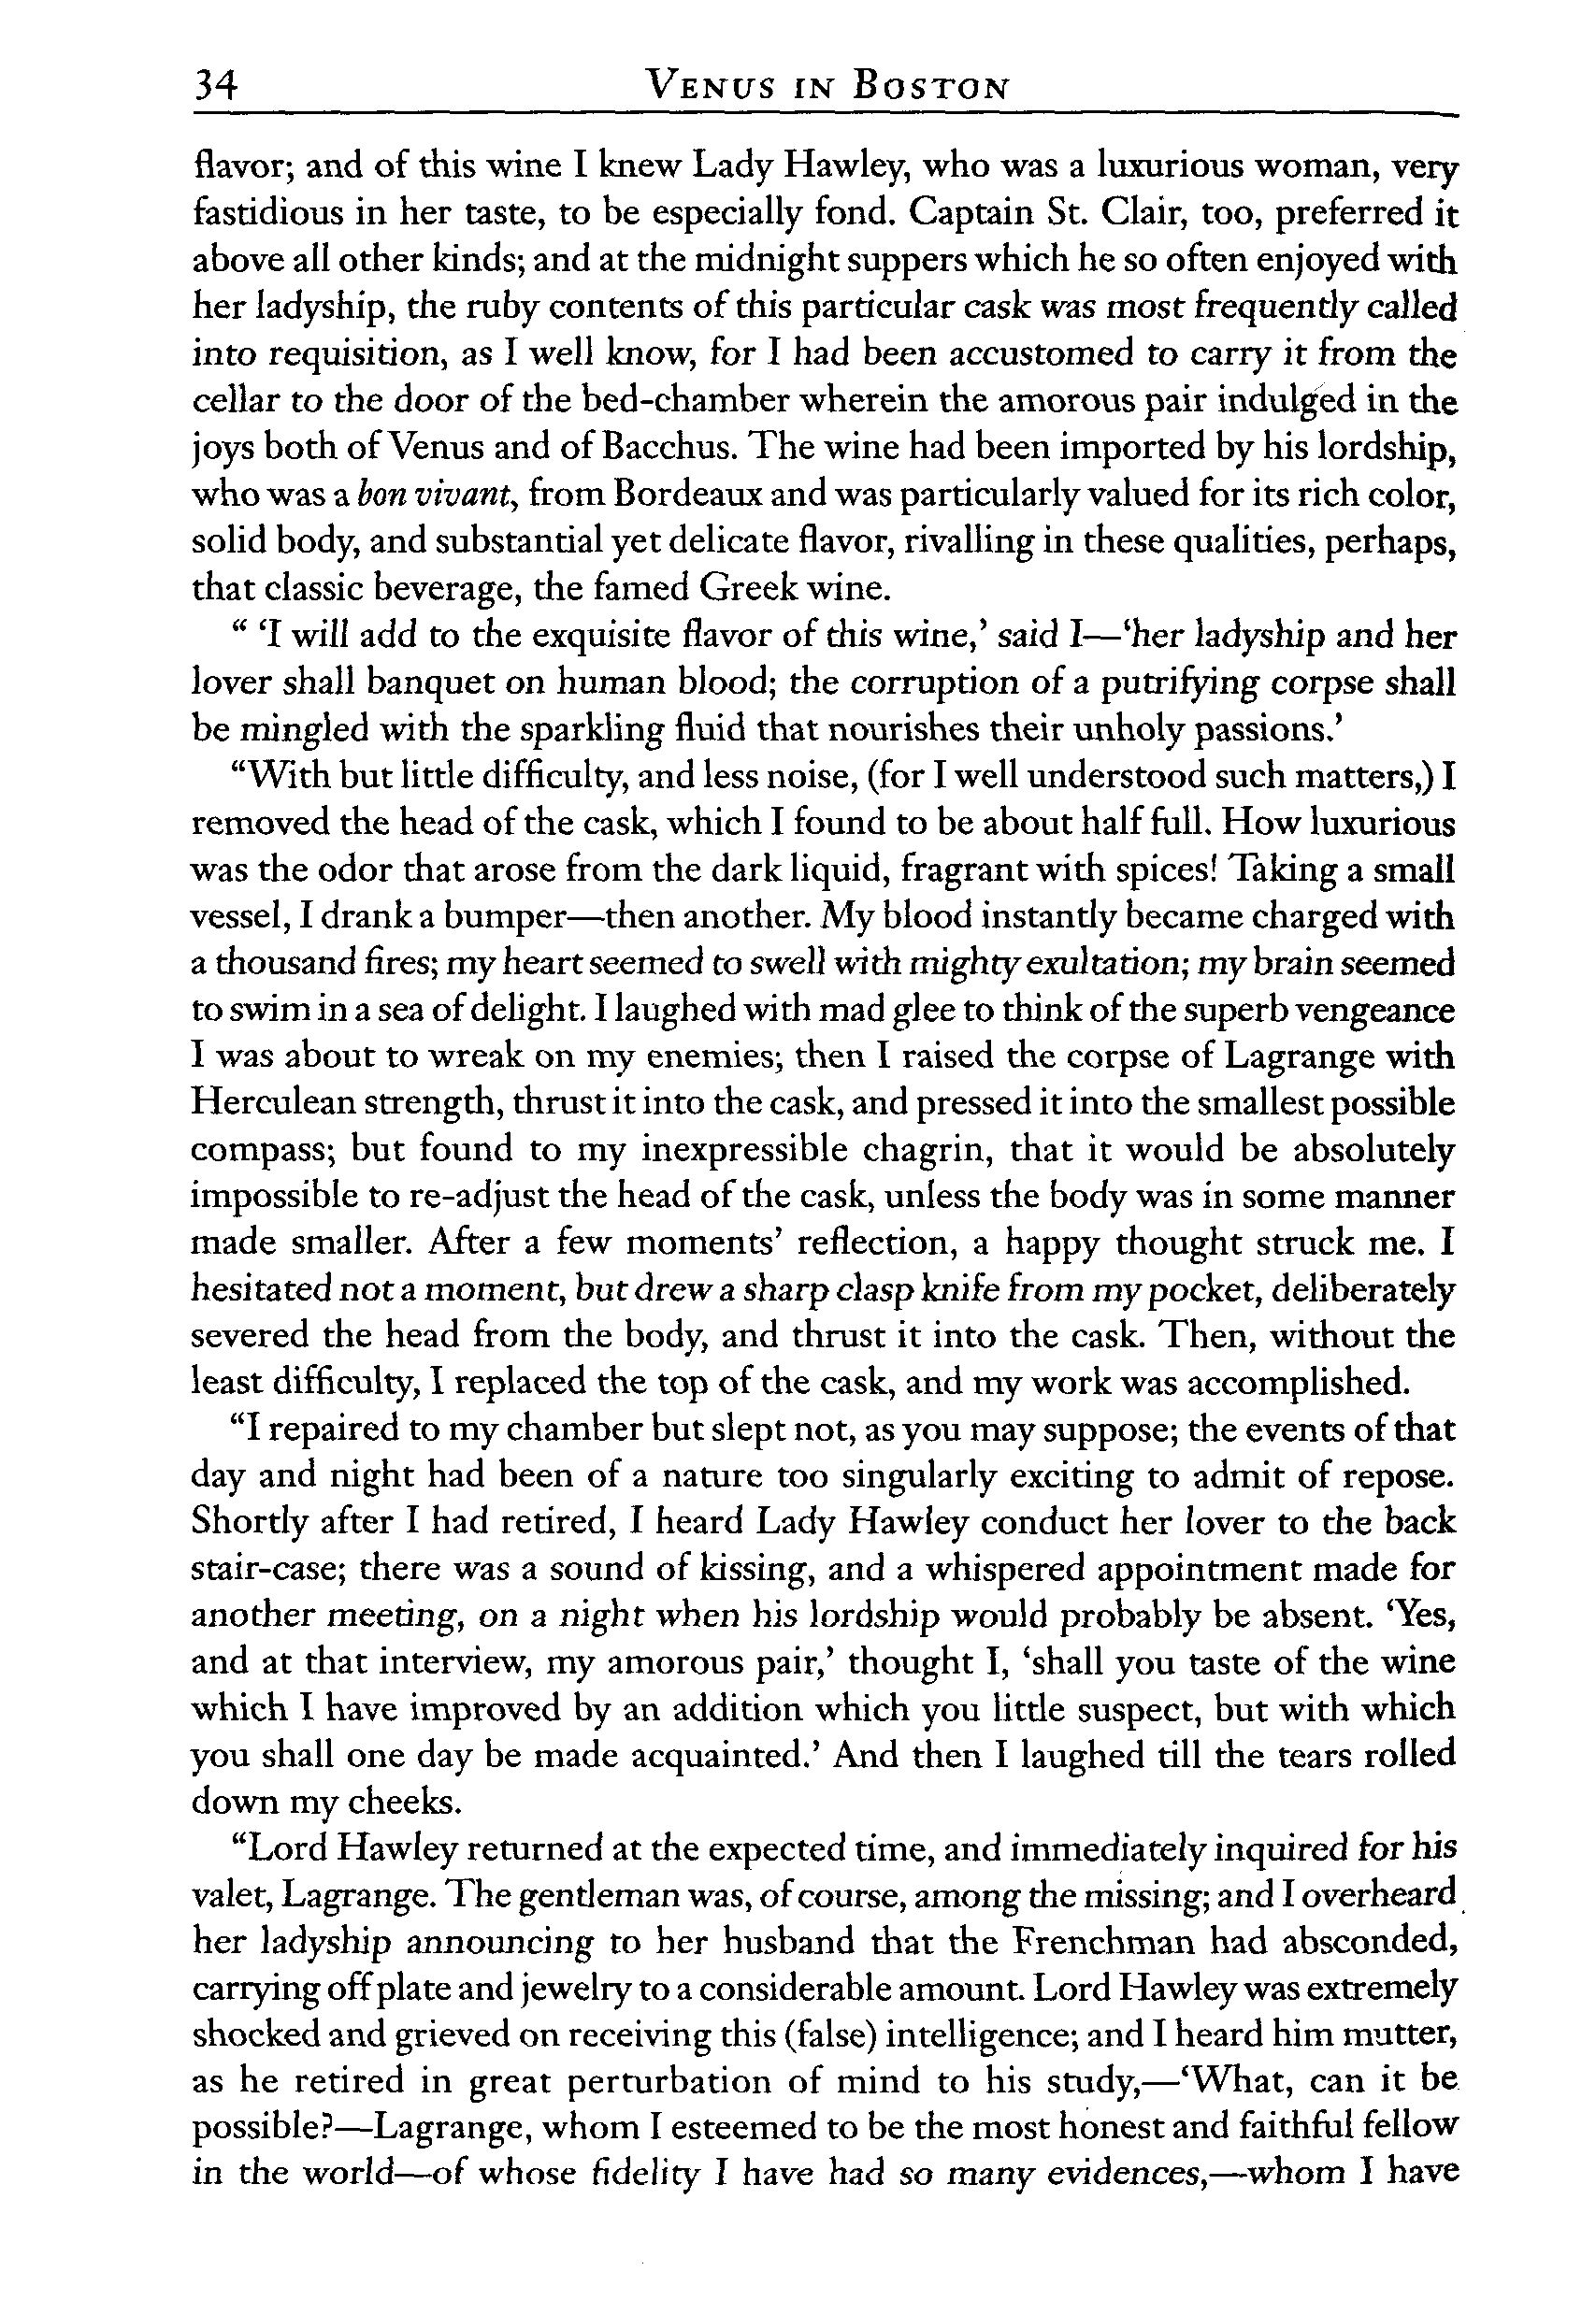 34 VENUS IN BOSTON
flavor; and of this wine I knew Lady Hawley, who was a luxurious woman, very
fastidious in her taste, to be especially fond. Captain St. Clair, too, preferred it
above all other kinds; and at the midnight suppers which he so often enjoyed with
her ladyship, the ruby contents of this particular cask was most frequently called
into requisition, as I well know, for I had been accustomed to carry it from the
cellar to the door of the bed-chamber wherein the amorous pair indulged in the
joys both of Venus and of Bacchus. The wine had been imported by his lordship,
who was a bon vivant, from Bordeaux and was particularly valued for its rich color,
solid body, and substantial yet delicate flavor, rivalling in these qualities, perhaps,
that classic beverage, the famed Greek wine.
“ ‘I will add to the exquisite flavor of this wine,’ said I—‘her ladyship and her
lover shall banquet on human blood; the corruption of a putrifying corpse shall
be mingled with the sparkling fluid that nourishes their unholy passions.’
“With but little difficulty, and less noise, (for I well understood such matters,) I
removed the head of the cask, which I found to be about half full. How luxurious
was the odor that arose from the dark liquid, fragrant with spices! Taking a small
vessel, I drank a bumper—then another. My blood instantly became charged with
a thousand fires; my heart seemed to swell with mighty exultation; my brain seemed
to swim in a sea of delight. I laughed with mad glee to think of the superb vengeance
I was about to wreak on my enemies; then I raised the corpse of Lagrange with
Herculean strength, thrust it into the cask, and pressed it into the smallest possible
compass; but found to my inexpressible chagrin, that it would be absolutely
impossible to re-adjust the head of the cask, unless the body was in some manner
made smaller. After a few moments’ reflection, a happy thought struck me. I
hesitated not a moment, but drew a sharp clasp knife from my pocket, deliberately
severed the head from the body, and thrust it into the cask. Then, without the
least difficulty, I replaced the top of the cask, and my work was accomplished.
“I repaired to my chamber but slept not, as you may suppose; the events of that
day and night had been of a nature too singularly exciting to admit of repose.
Shortly after I had retired, I heard Lady Hawley conduct her lover to the back
stair-case; there was a sound of kissing, and a whispered appointment made for
another meeting, on a night when his lordship would probably be absent. ‘Yes,
and at that interview, my amorous pair,’ thought I, ‘shall you taste of the wine
which I have improved by an addition which you little suspect, but with which
you shall one day be made acquainted.’ And then I laughed till the tears rolled
down my cheeks.
“Lord Hawley returned at the expected time, and immediately inquired for his
valet, Lagrange. The gentleman was, of course, among the missing; and I overheard
her ladyship announcing to her husband that the Frenchman had absconded,
carrying off plate and jewelry to a considerable amount. Lord Hawley was extremely
shocked and grieved on receiving this (false) intelligence; and I heard him mutter,
as he retired in great perturbation of mind to his study,—‘What, can it be
possible?—Lagrange, whom I esteemed to be the most honest and faithful fellow
in the world—of whose fidelity I have had so many evidences,—whom I have